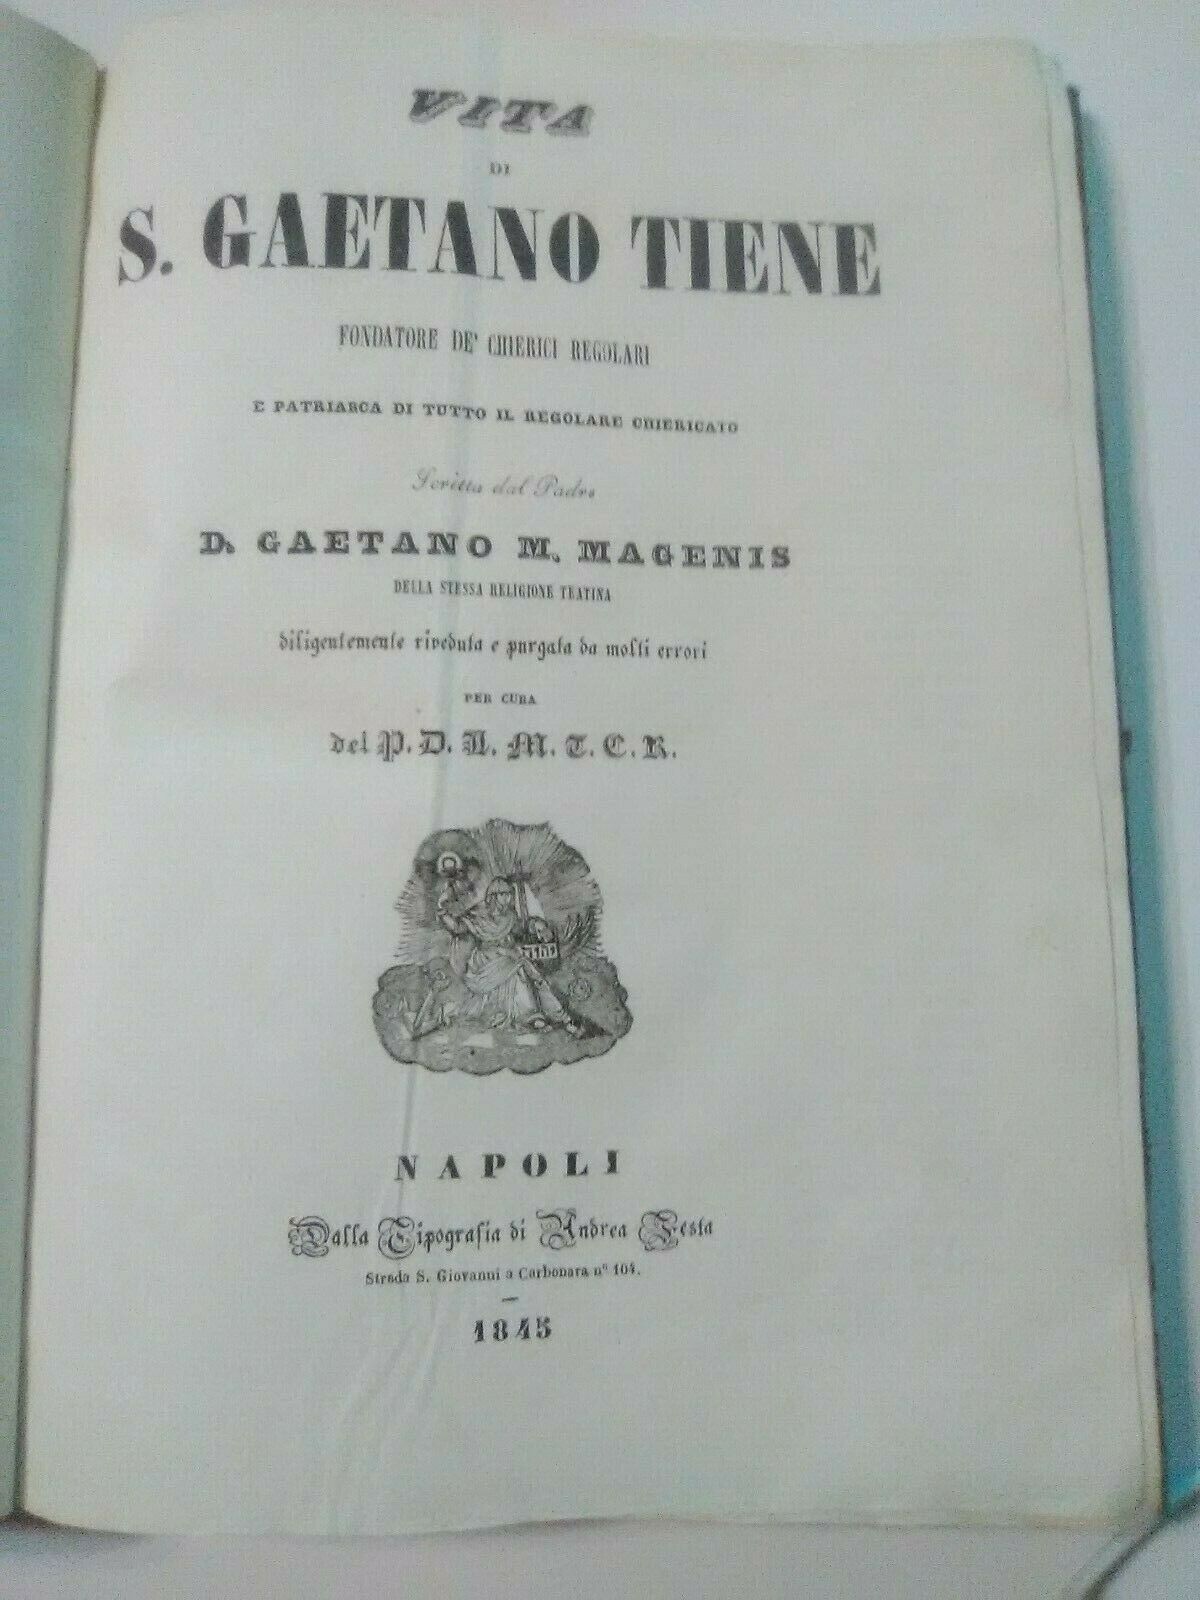 VITA
DI
S. GAETANO TIENE
FONDATORE DE' CHIERICI REGOLARI
E PATRIARCA DI TUTTO IL REGOLARE CHIERICATO
Scritta dal Padre
D. GAETANO M. MAGENIS
DELLA STESSA RELIGIONE TEATINA
diligentemente riveduta e purgata da molti errori
PER CURA
del P. D. I. M. T. C. R.
NAPOLI
Dalla Tipografia di Andrea Festa
Strada S. Giovanni a Carbonara nº 104.
1845